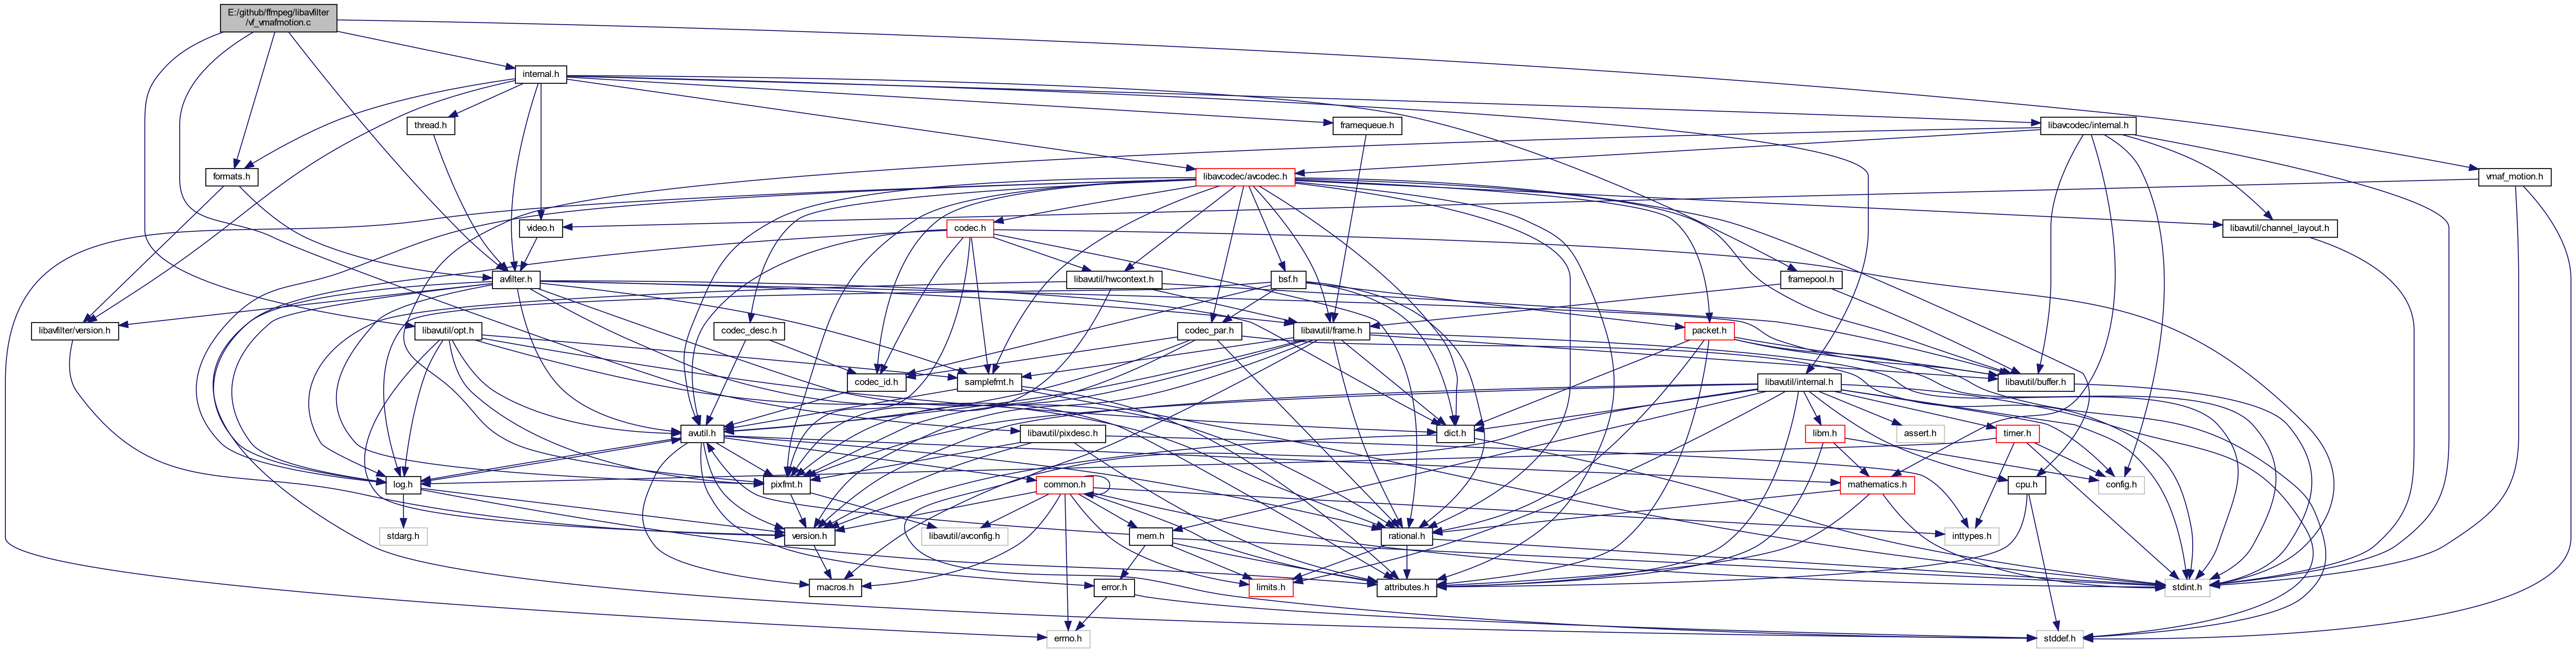 E:/github/ffmpeg/libavfilter
/vf_vmafmotion.c
internal.h
thread.h
framequeue.h
libavcodec/internal.h
formats.h
libavcodec/avcodec.h
vmaf_motion.h
video.h
codec.h
libavutil/channel_layout.h
avfilter.h
libavutil/hwcontext.h
bsf.h
framepool.h
libavfilter/version.h
libavutil/opt.h
codec_desc.h
codec_par.h
libavutil/frame.h
packet.h
codec_id.h
samplefmt.h
libavutil/internal.h
libavutil/buffer.h
avutil.h
libavutil/pixdesc.h
dict.h
libm.h
assert.h
timer.h
log.h
pixfmt.h
common.h
mathematics.h
cpu.h
config.h
stdarg.h
version.h
libavutil/avconfig.h
mem.h
rational.h
inttypes.h
macros.h
error.h
limits.h
attributes.h
stdint.h
errno.h
stddef.h